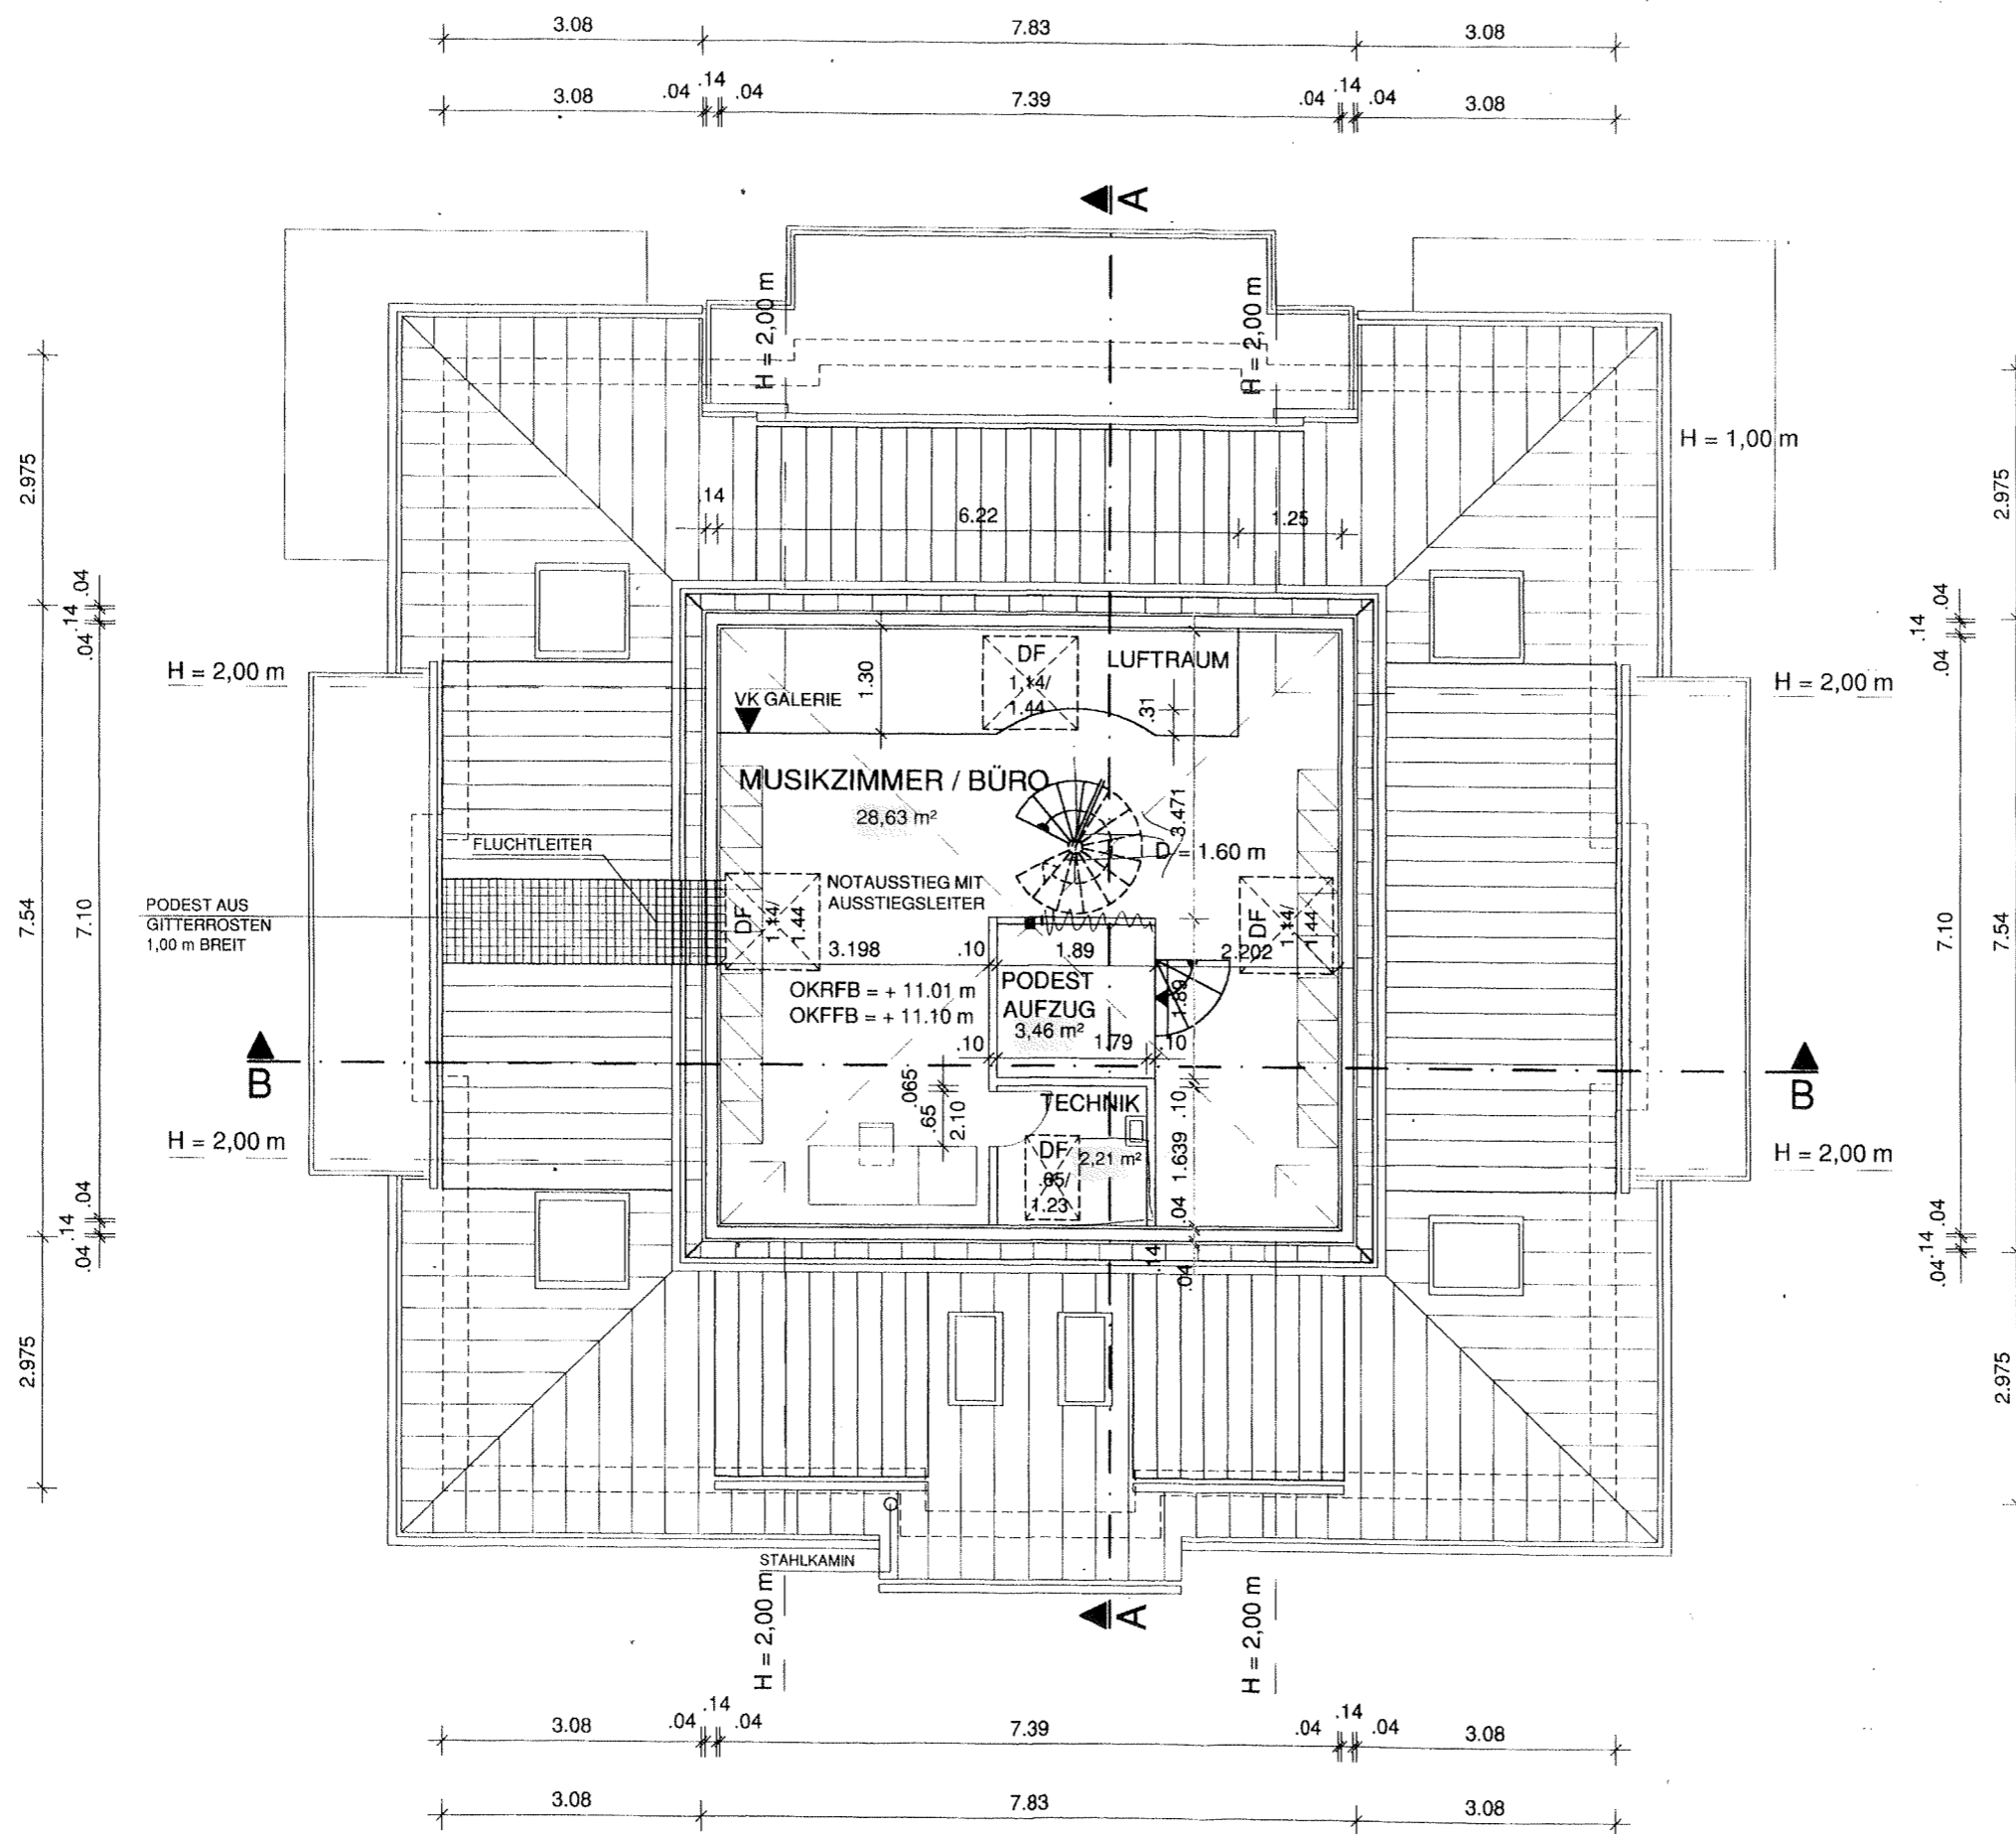 3.08
7.83
3.08
3.08
.04
.14
.04
7.39
.04
.14
.04
3.08
A
H = 2,00 m
H = 2,00 m
H = 1,00 m
2.975
2.975
.14
6.22
1.25
.04
.14
.04
.04
.14
.04
H = 2,00 m
H = 2,00 m
DF
1,14/
1.44
LUFTRAUM
1.30
.31
VK GALERIE
MUSIKZIMMER / BÜRO
28,63 m²
3.471
D = 1.60 m
FLUCHTLEITER
NOTAUSSTIEG MIT
AUSSTIEGSLEITER
PODEST AUS
GITTERROSTEN
1,00 m BREIT
7.54
7.10
7.10
7.54
DF
1.14/
1.44
DF
1.14/
1.44
3.198
.10
1.89
2.202
OKRFB = + 11.01 m
OKFFB = + 11.10 m
PODEST
AUFZUG
3,46 m²
1.89
.10
1.79
.10
B
B
.065
.65
2.10
TECHNIK
.10
DF
.65/
1.23
2,21 m²
1.639
.04
.14
.04
H = 2,00 m
H = 2,00 m
.04
.14
.04
.04
.14
.04
2.975
2.975
STAHLKAMIN
H = 2,00 m
H = 2,00 m
A
3.08
.04
.14
.04
7.39
.04
.14
.04
3.08
3.08
7.83
3.08